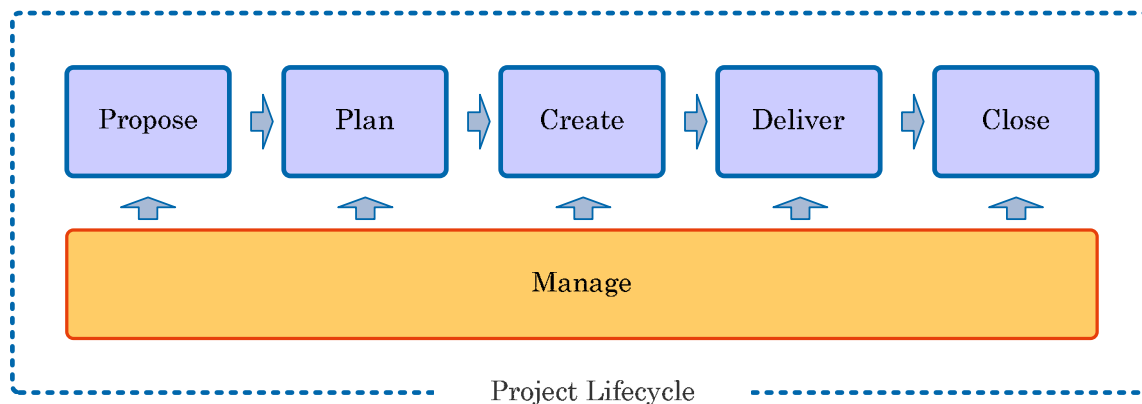 Propose
Plan
Create
Deliver
Close
Manage
Project Lifecycle